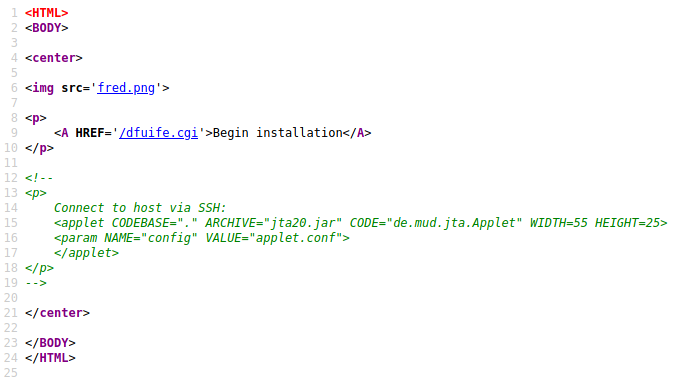 1 <HTML>
2 <BODY>
3
4 <center>
5
6 <img src='fred.png'>
7
8 <p>
9     <A HREF='/dfuife.cgi'>Begin installation</A>
10 </p>
11
12 <!--
13 <p>
14     Connect to host via SSH:
15     <applet CODEBASE="." ARCHIVE="jta20.jar" CODE="de.mud.jta.Applet" WIDTH=55 HEIGHT=25>
16     <param NAME="config" VALUE="applet.conf">
17     </applet>
18 </p>
19 -->
20
21 </center>
22
23 </BODY>
24 </HTML>
25